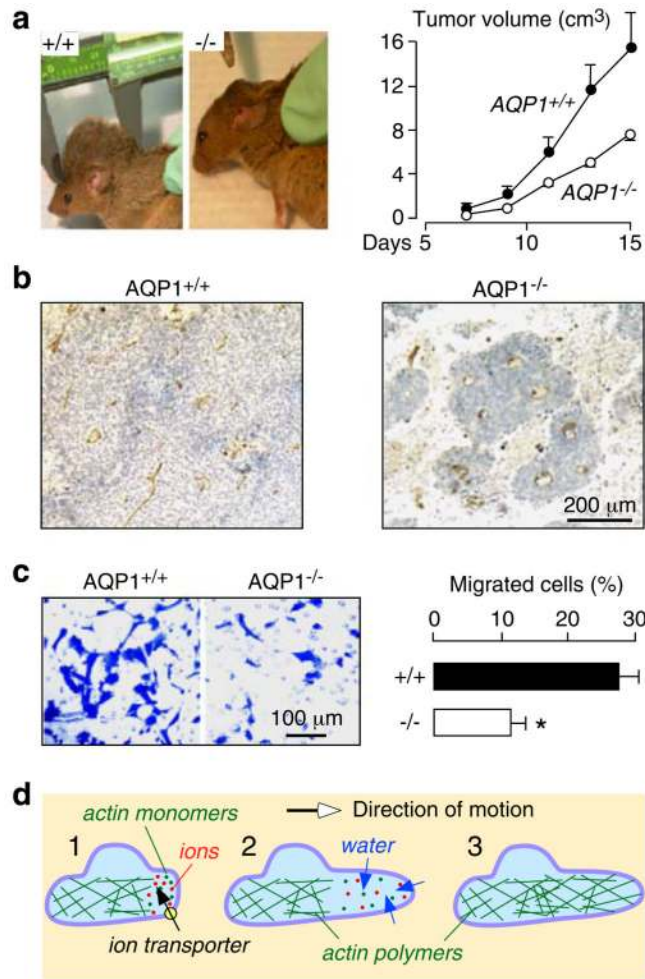 a
+/+
-/-
Tumor volume (cm3)
16
12
8
4
0
AQP1+/+
AQP1-/-
Days 5 10 15
b
AQP1+/+
AQP1-/-
200 µm
c
AQP1+/+
AQP1-/-
100 µm
Migrated cells (%)
0 10 20 30
+/+
-/-
*
d
actin monomers
Direction of motion
1
ions
2
water
3
ion transporter
actin polymers